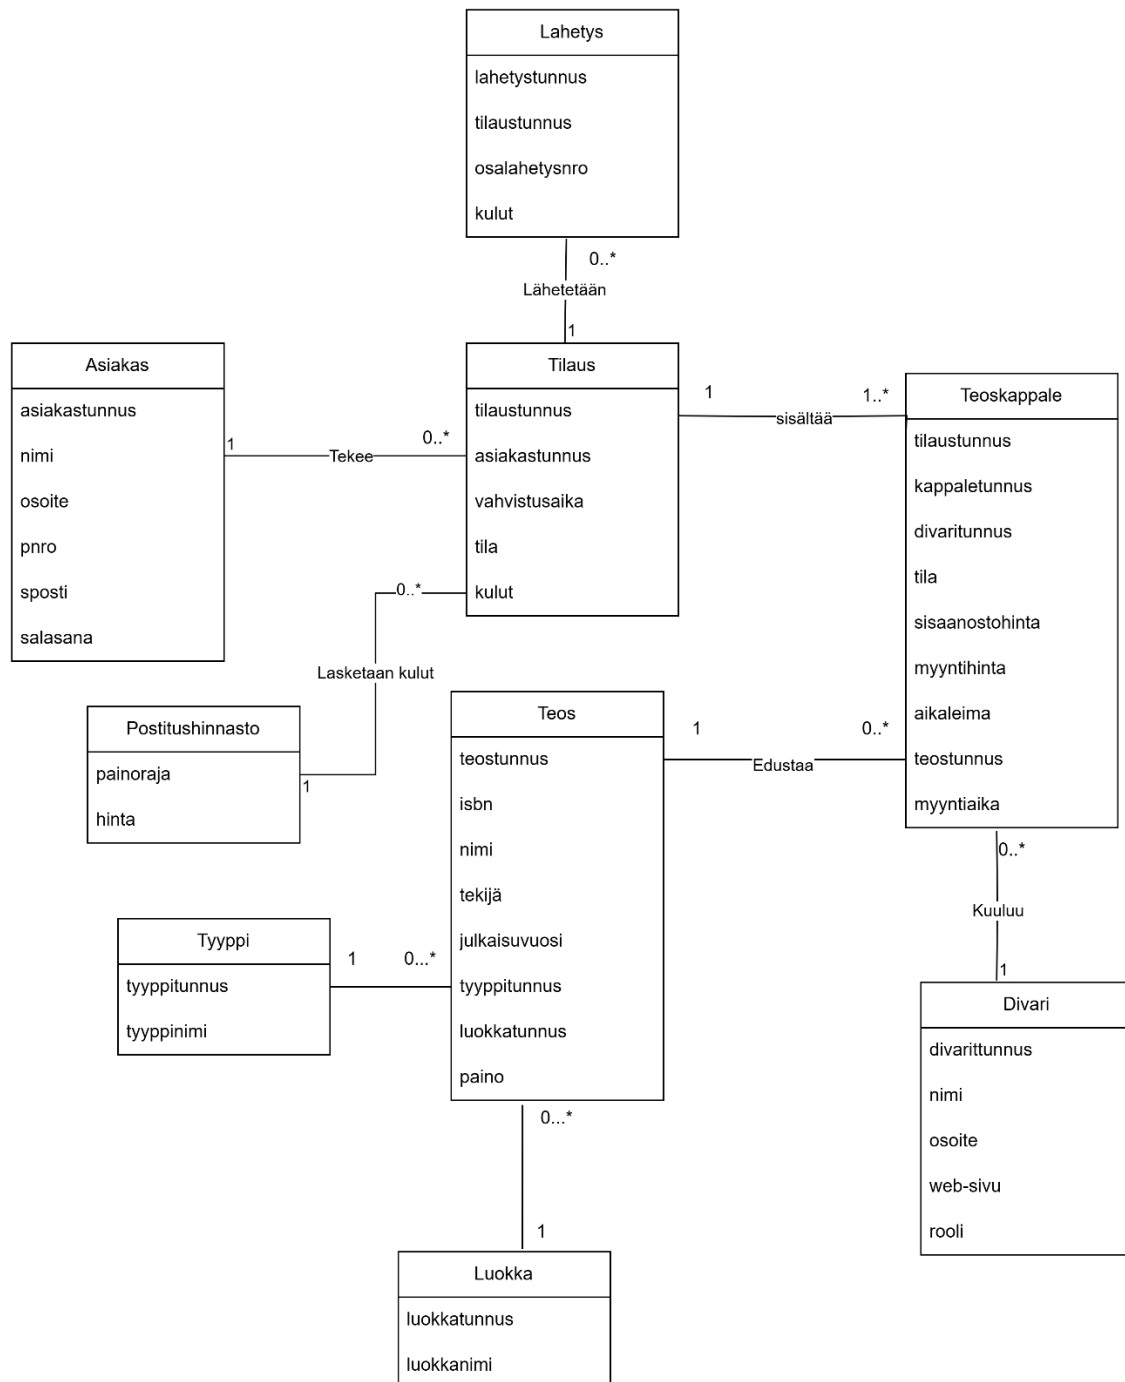 Lahetys
lahetystunnus
tilaustunnus
osalahetysnro
kulut
0..*
Lähetetään
1
Asiakas
asiakastunnus
nimi
osoite
pnro
sposti
salasana
1
Tekee
0..*
Tilaus
tilaustunnus
asiakastunnus
vahvistusaika
tila
kulut
1
sisältää
1..*
Teoskappale
tilaustunnus
kappaletunnus
divaritunnus
tila
sisaanostohinta
myyntihinta
aikaleima
teostunnus
myyntiaika
0..*
Lasketaan kulut
1
Postitushinnasto
painoraja
hinta
Teos
teostunnus
isbn
nimi
tekijä
julkaisuvuosi
tyyppitunnus
luokkatunnus
paino
1
Edustaa
0..*
0..*
Kuuluu
1
Tyyppi
tyyppitunnus
tyyppinimi
1
0...*
Divari
divarittunnus
nimi
osoite
web-sivu
rooli
0...*
1
Luokka
luokkatunnus
luokkanimi